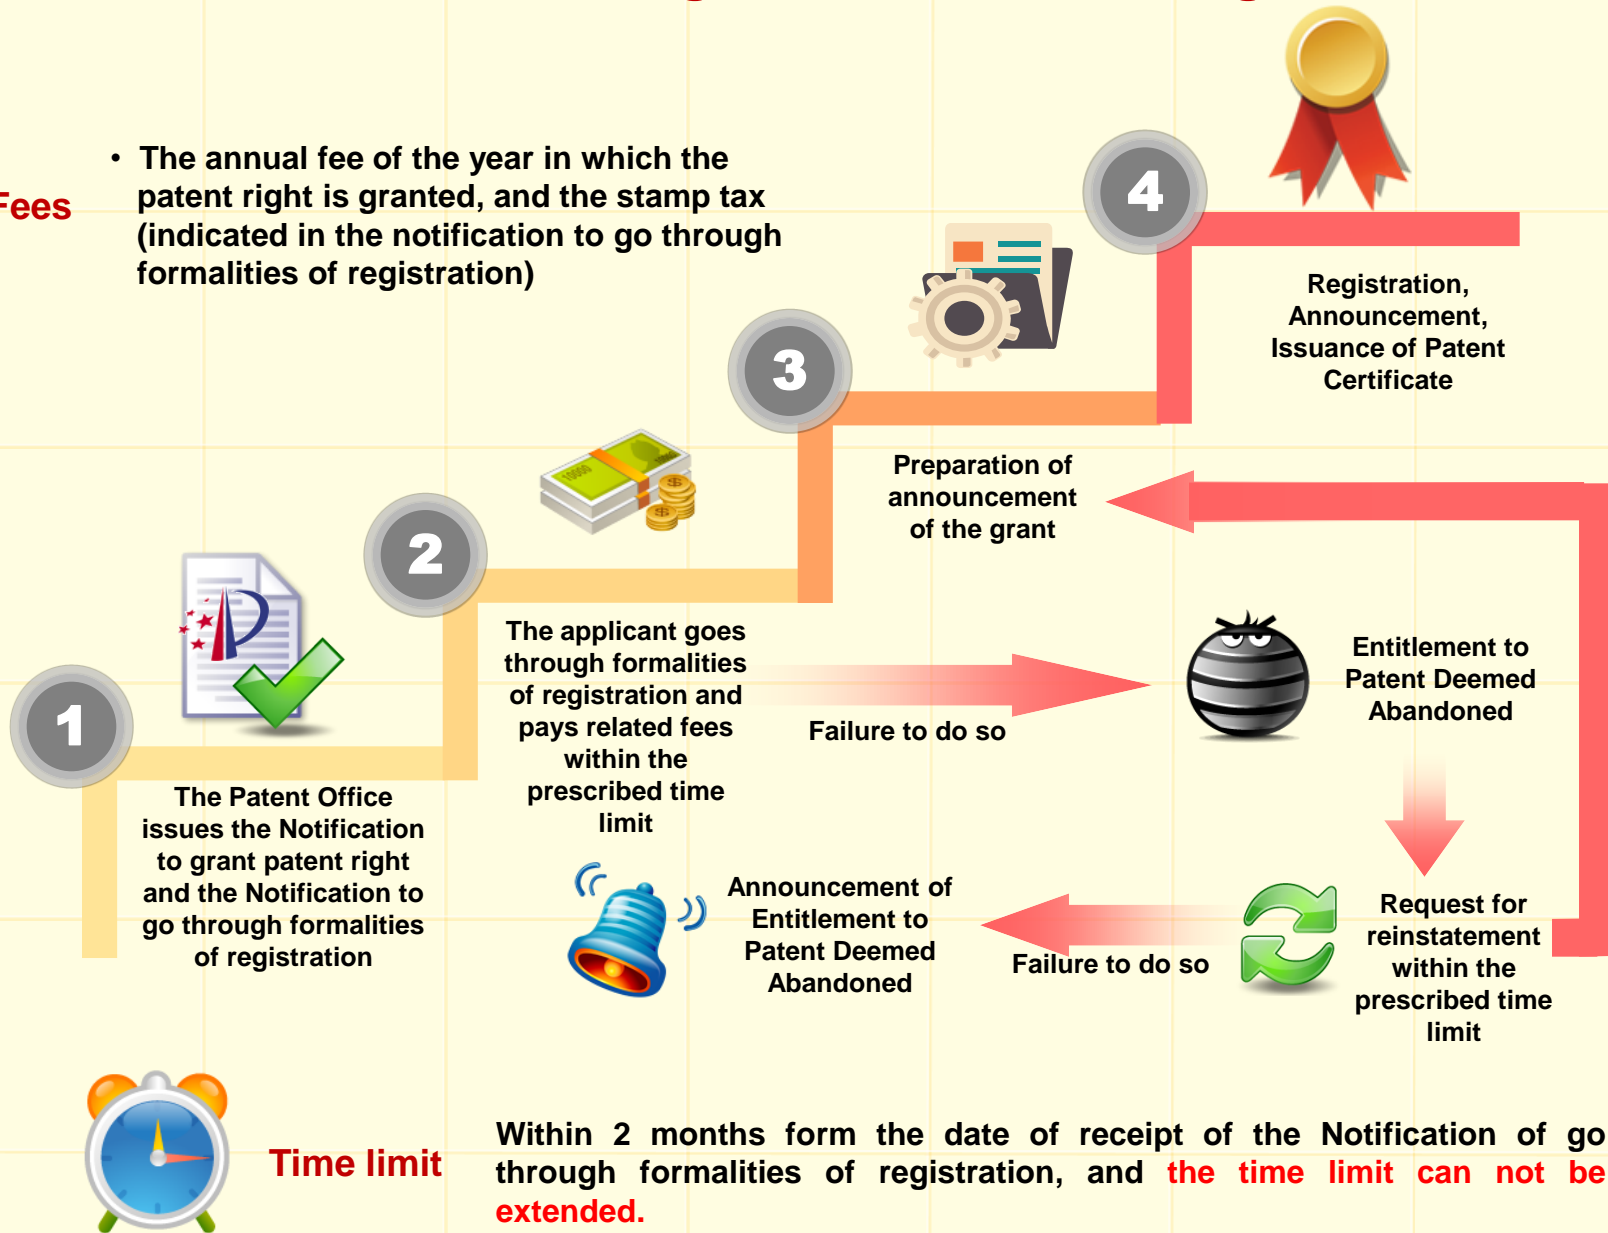 Fees
• The annual fee of the year in which the
patent right is granted, and the stamp tax
(indicated in the notification to go through
formalities of registration)
4
Registration,
Announcement,
Issuance of Patent
Certificate
3
Preparation of
announcement
of the grant
2
The applicant goes
through formalities
of registration and
pays related fees
within the
prescribed time
limit
Failure to do so
Entitlement to
Patent Deemed
Abandoned
1
The Patent Office
issues the Notification
to grant patent right
and the Notification to
go through formalities
of registration
Announcement of
Entitlement to
Patent Deemed
Abandoned
Failure to do so
Request for
reinstatement
within the
prescribed time
limit
Time limit
Within 2 months form the date of receipt of the Notification of go
through formalities of registration, and the time limit can not be
extended.